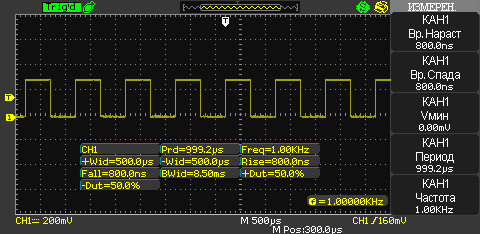 Trig'd
ИЗМЕРЕН
T
КАН1
Вр. Нараст
800.0ns
КАН1
Вр. Спада
800.0ns
T
1
КАН1
Vмин
0.00mV
CH1 Prd=999.2µs Freq=1.00KHz
+Wid=500.0µs -Wid=500.0µs Rise=800.0ns
Fall=800.0ns BWid=8.50ms +Dut=50.0%
-Dut=50.0%
КАН1
Период
999.2µs
КАН1
Частота
1.00KHz
=1.00000KHz
CH1 200mV M 500µs CH1 /160mV
M Pos:300.0µs